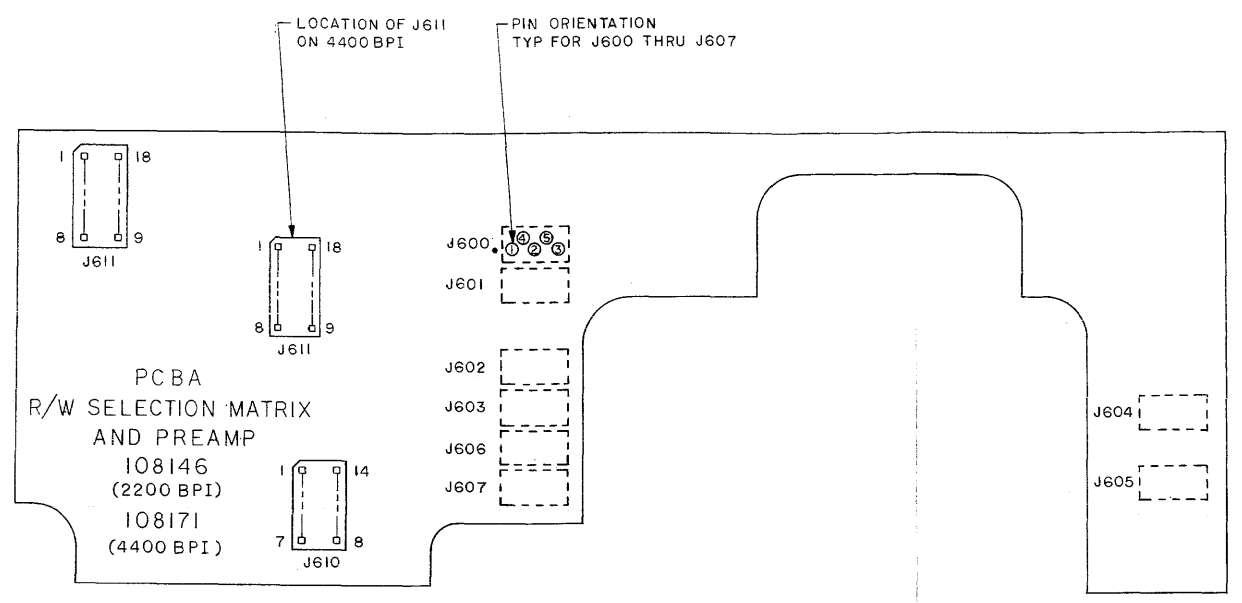 LOCATION OF J611
ON 4400 BPI
PIN ORIENTATION
TYP FOR J600 THRU J607
1 18
8 9
J611
1 18
8 9
J611
J600
4 5
1 2 3
J601
J602
J603
J606
J607
J604
J605
PCBA
R/W SELECTION MATRIX
AND PREAMP
108146
(2200 BPI)
108171
(4400 BPI)
1 14
7 8
J610